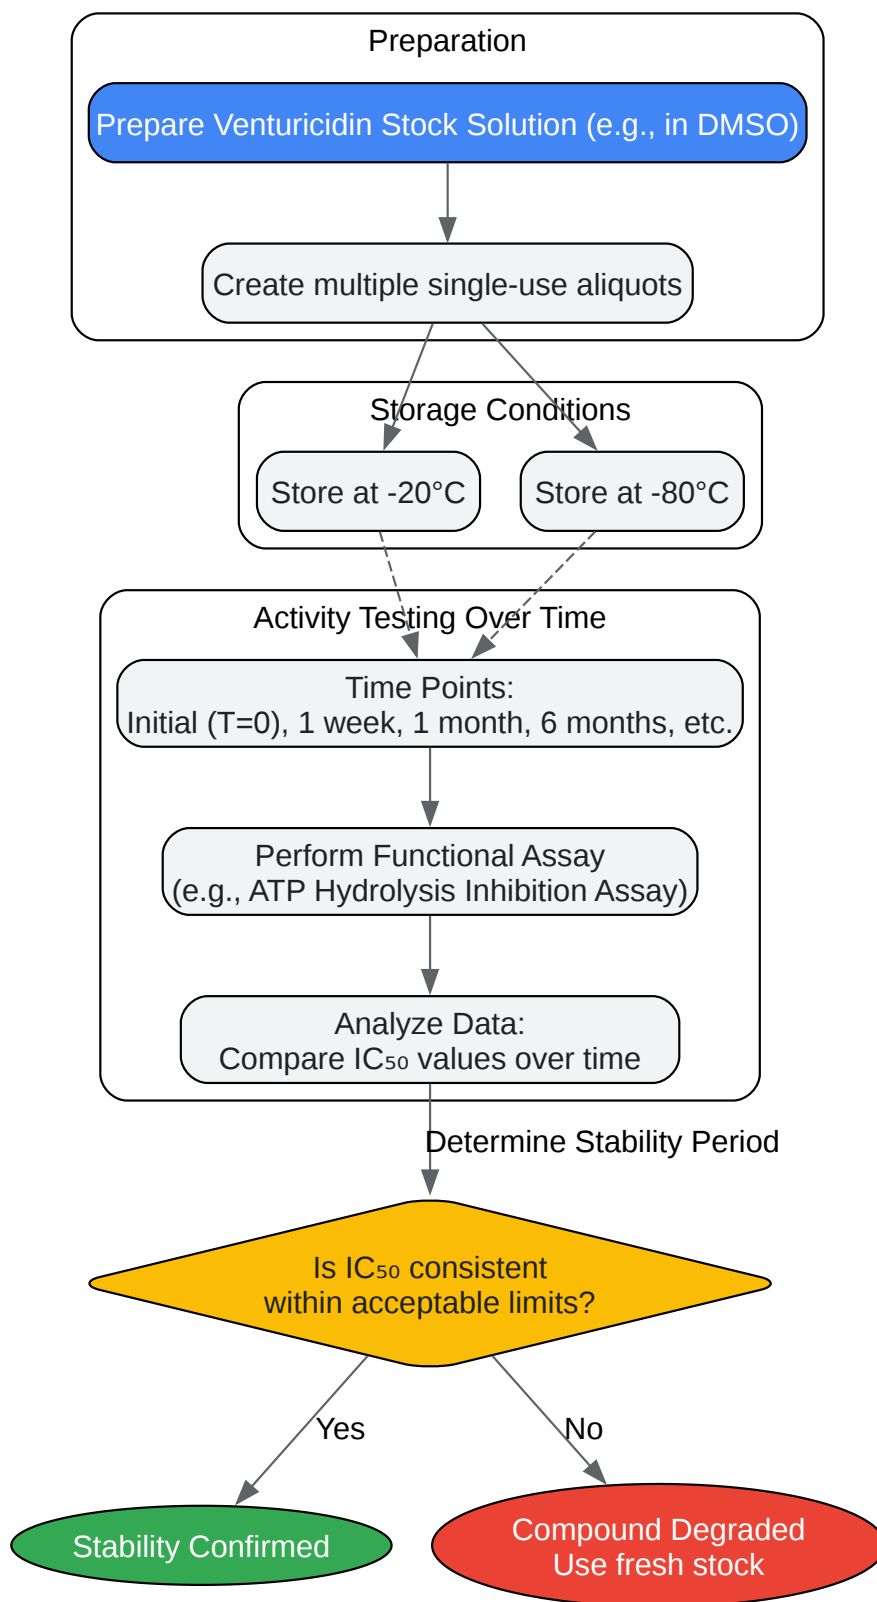 Preparation
Prepare Venturicidin Stock Solution (e.g., in DMSO)
Create multiple single-use aliquots
Storage Conditions
Store at -20°C
Store at -80°C
Activity Testing Over Time
Time Points:
Initial (T=0), 1 week, 1 month, 6 months, etc.
Perform Functional Assay
(e.g., ATP Hydrolysis Inhibition Assay)
Analyze Data:
Compare IC₅₀ values over time
Determine Stability Period
Is IC₅₀ consistent
within acceptable limits?
Yes
No
Stability Confirmed
Compound Degraded
Use fresh stock